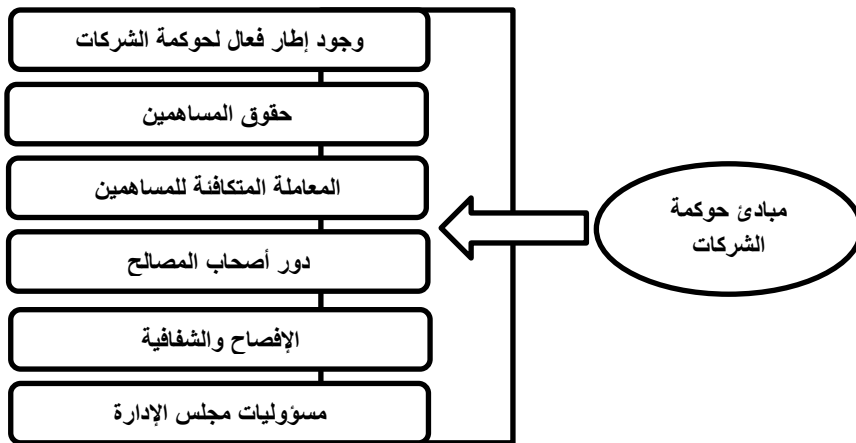 وجود إطار فعال لحوكمة الشركات
حقوق المساهمين
المعاملة المتكافئة للمساهمين
دور أصحاب المصالح
الإفصاح والشفافية
مسؤوليات مجلس الإدارة
مبادئ حوكمة
الشركات